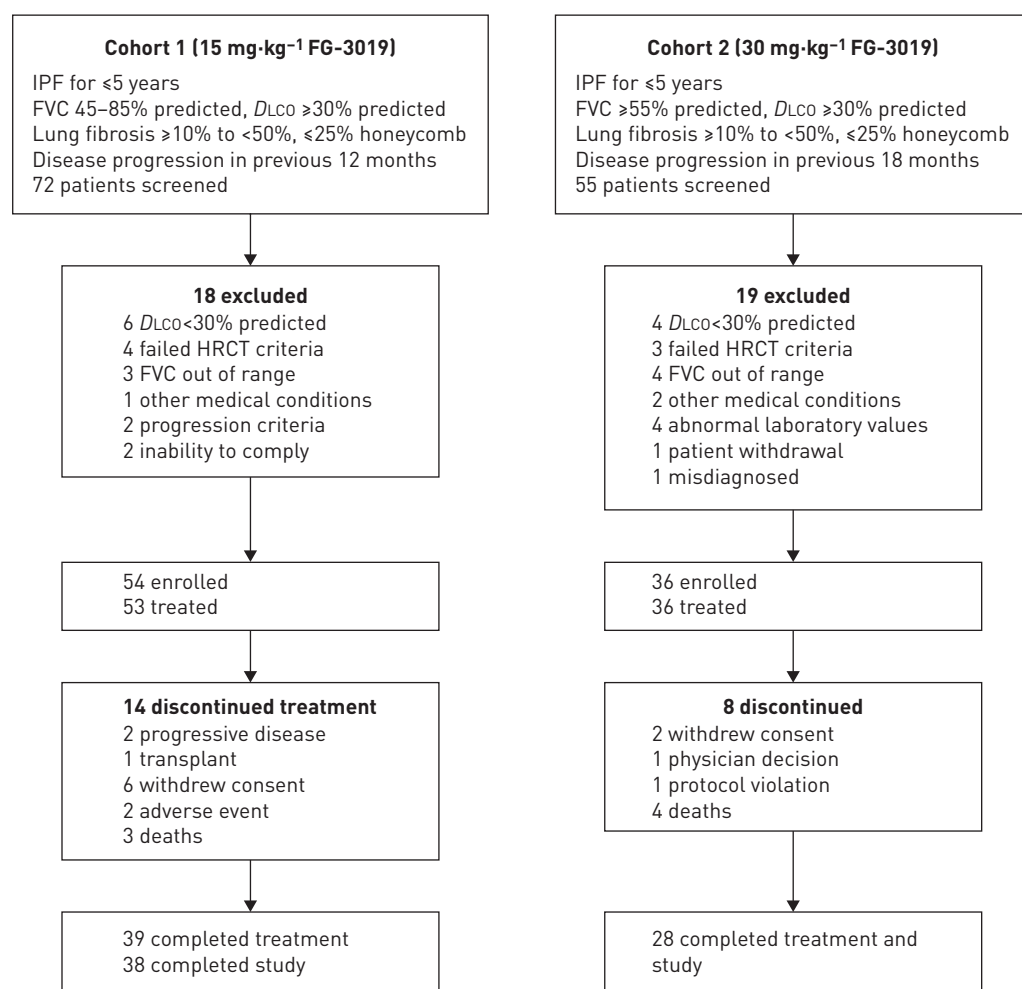 Cohort 1 (15 mg·kg⁻¹ FG-3019)
IPF for ≤5 years
FVC 45–85% predicted, DLCO ≥30% predicted
Lung fibrosis ≥10% to <50%, ≤25% honeycomb
Disease progression in previous 12 months
72 patients screened
18 excluded
6 DLCO<30% predicted
4 failed HRCT criteria
3 FVC out of range
1 other medical conditions
2 progression criteria
2 inability to comply
54 enrolled
53 treated
14 discontinued treatment
2 progressive disease
1 transplant
6 withdrew consent
2 adverse event
3 deaths
39 completed treatment
38 completed study
Cohort 2 (30 mg·kg⁻¹ FG-3019)
IPF for ≤5 years
FVC ≥55% predicted, DLCO ≥30% predicted
Lung fibrosis ≥10% to <50%, ≤25% honeycomb
Disease progression in previous 18 months
55 patients screened
19 excluded
4 DLCO<30% predicted
3 failed HRCT criteria
4 FVC out of range
2 other medical conditions
4 abnormal laboratory values
1 patient withdrawal
1 misdiagnosed
36 enrolled
36 treated
8 discontinued
2 withdrew consent
1 physician decision
1 protocol violation
4 deaths
28 completed treatment and
study